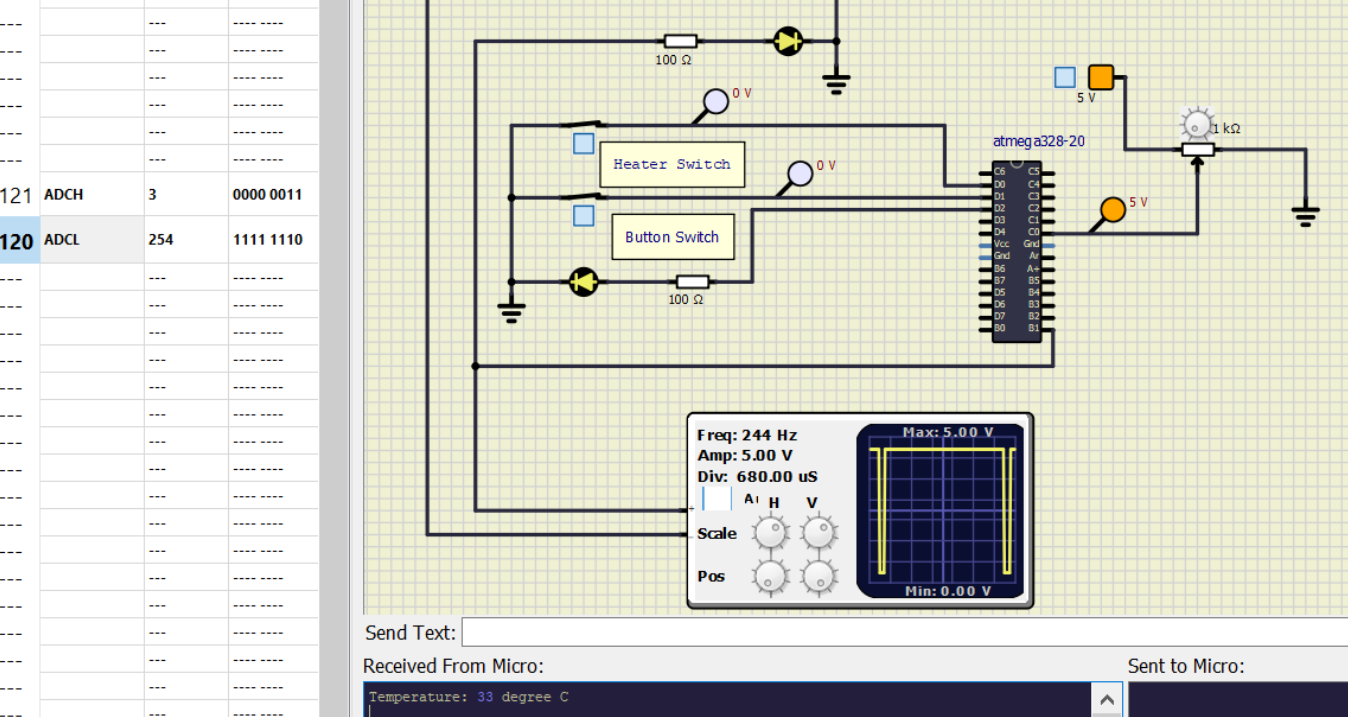 121 ADCH 3 0000 0011
120 ADCL 254 1111 1110
100 Ω
0 V
Heater Switch
0 V
Button Switch
100 Ω
5 V
1 kΩ
atmega328-20
5 V
C6 C5
D0 C4
D1 C3
D2 C2
D3 C1
D4 C0
Vcc Gnd
Gnd Ar
B6 A+
B7 B5
D5 B4
D6 B3
D7 B2
B0 B1
Freq: 244 Hz
Amp: 5.00 V
Div: 680.00 uS
H V
Scale
Pos
Max: 5.00 V
Min: 0.00 V
Send Text:
Received From Micro:
Sent to Micro:
Temperature: 33 degree C